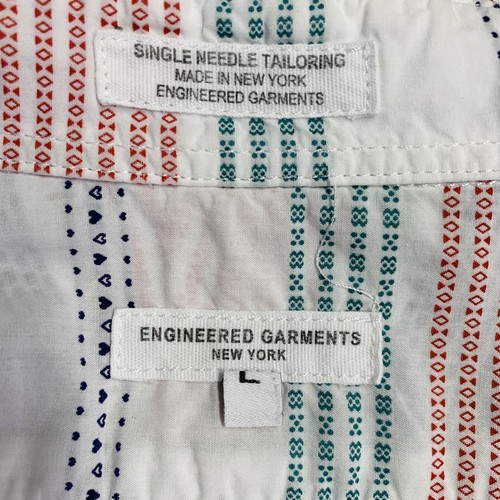 SINGLE NEEDLE TAILORING
MADE IN NEW YORK
ENGINEERED GARMENTS
ENGINEERED GARMENTS
NEW YORK
L